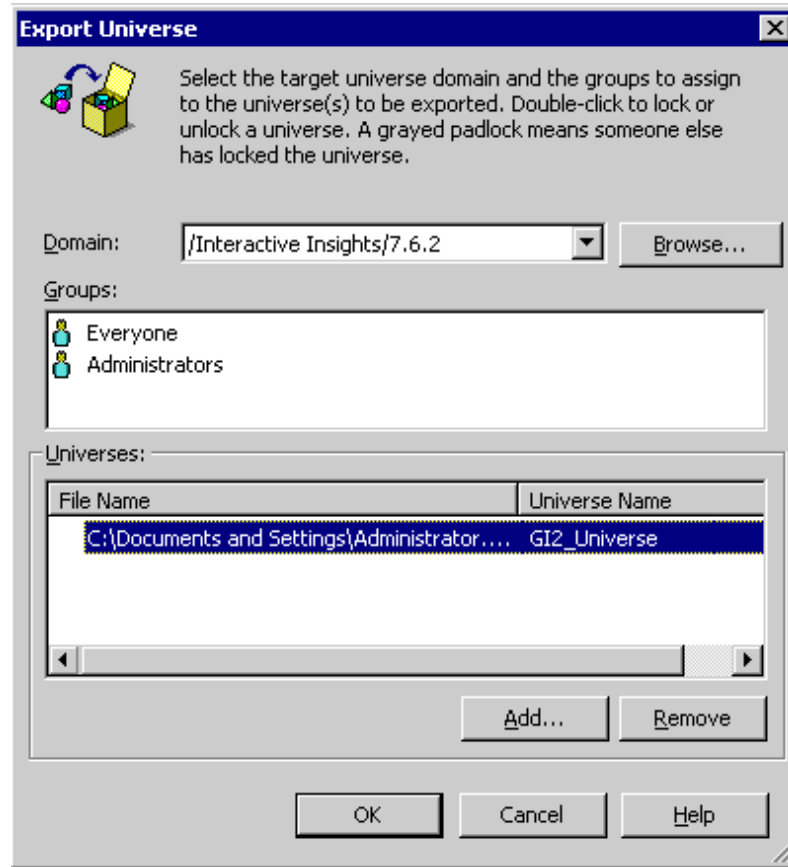 Export Universe
Select the target universe domain and the groups to assign
to the universe(s) to be exported. Double-click to lock or
unlock a universe. A grayed padlock means someone else
has locked the universe.
Domain: /Interactive Insights/7.6.2 Browse...
Groups:
Everyone
Administrators
Universes:
File Name Universe Name
C:\Documents and Settings\Administrator.... GI2_Universe
Add... Remove
OK Cancel Help